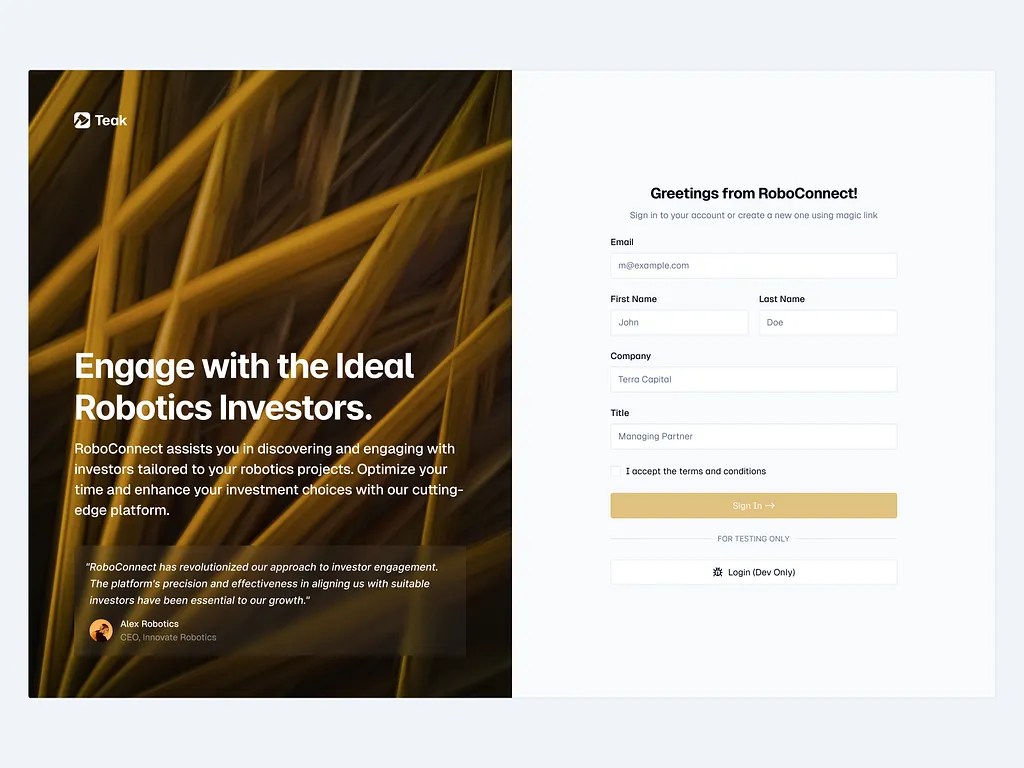 Teak
Engage with the Ideal
Robotics Investors.
RoboConnect assists you in discovering and engaging with
investors tailored to your robotics projects. Optimize your
time and enhance your investment choices with our cutting-
edge platform.
"RoboConnect has revolutionized our approach to investor engagement.
The platform's precision and effectiveness in aligning us with suitable
investors have been essential to our growth."
Alex Robotics
CEO, Innovate Robotics
Greetings from RoboConnect!
Sign in to your account or create a new one using magic link
Email
m@example.com
First Name
Last Name
John
Doe
Company
Terra Capital
Title
Managing Partner
I accept the terms and conditions
Sign In →
FOR TESTING ONLY
Login (Dev Only)